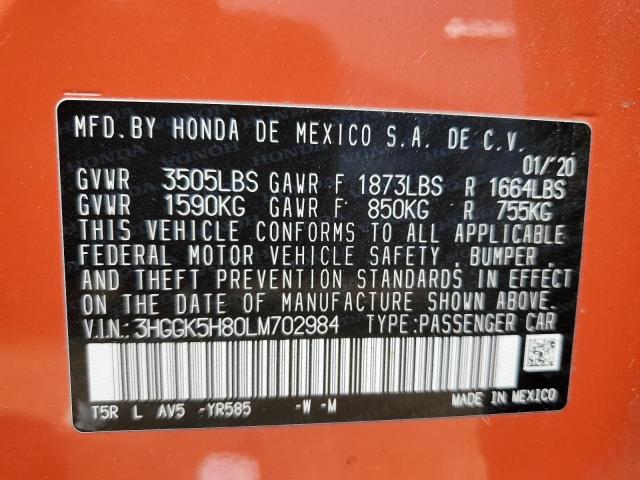 MFD. BY HONDA DE MEXICO S.A. DE C.V.
01/'20
GVWR 3505LBS GAWR F 1873LBS R 1664LBS
GVWR 1590KG GAWR F 850KG R 755KG
THIS VEHICLE CONFORMS TO ALL APPLICABLE
FEDERAL MOTOR VEHICLE SAFETY, BUMPER,
AND THEFT PREVENTION STANDARDS IN EFFECT
ON THE DATE OF MANUFACTURE SHOWN ABOVE.
V.I.N.: 3HGGK5H80LM702984 TYPE: PASSENGER CAR
T5R L AV5 -YR585 -W -M
MADE IN MEXICO